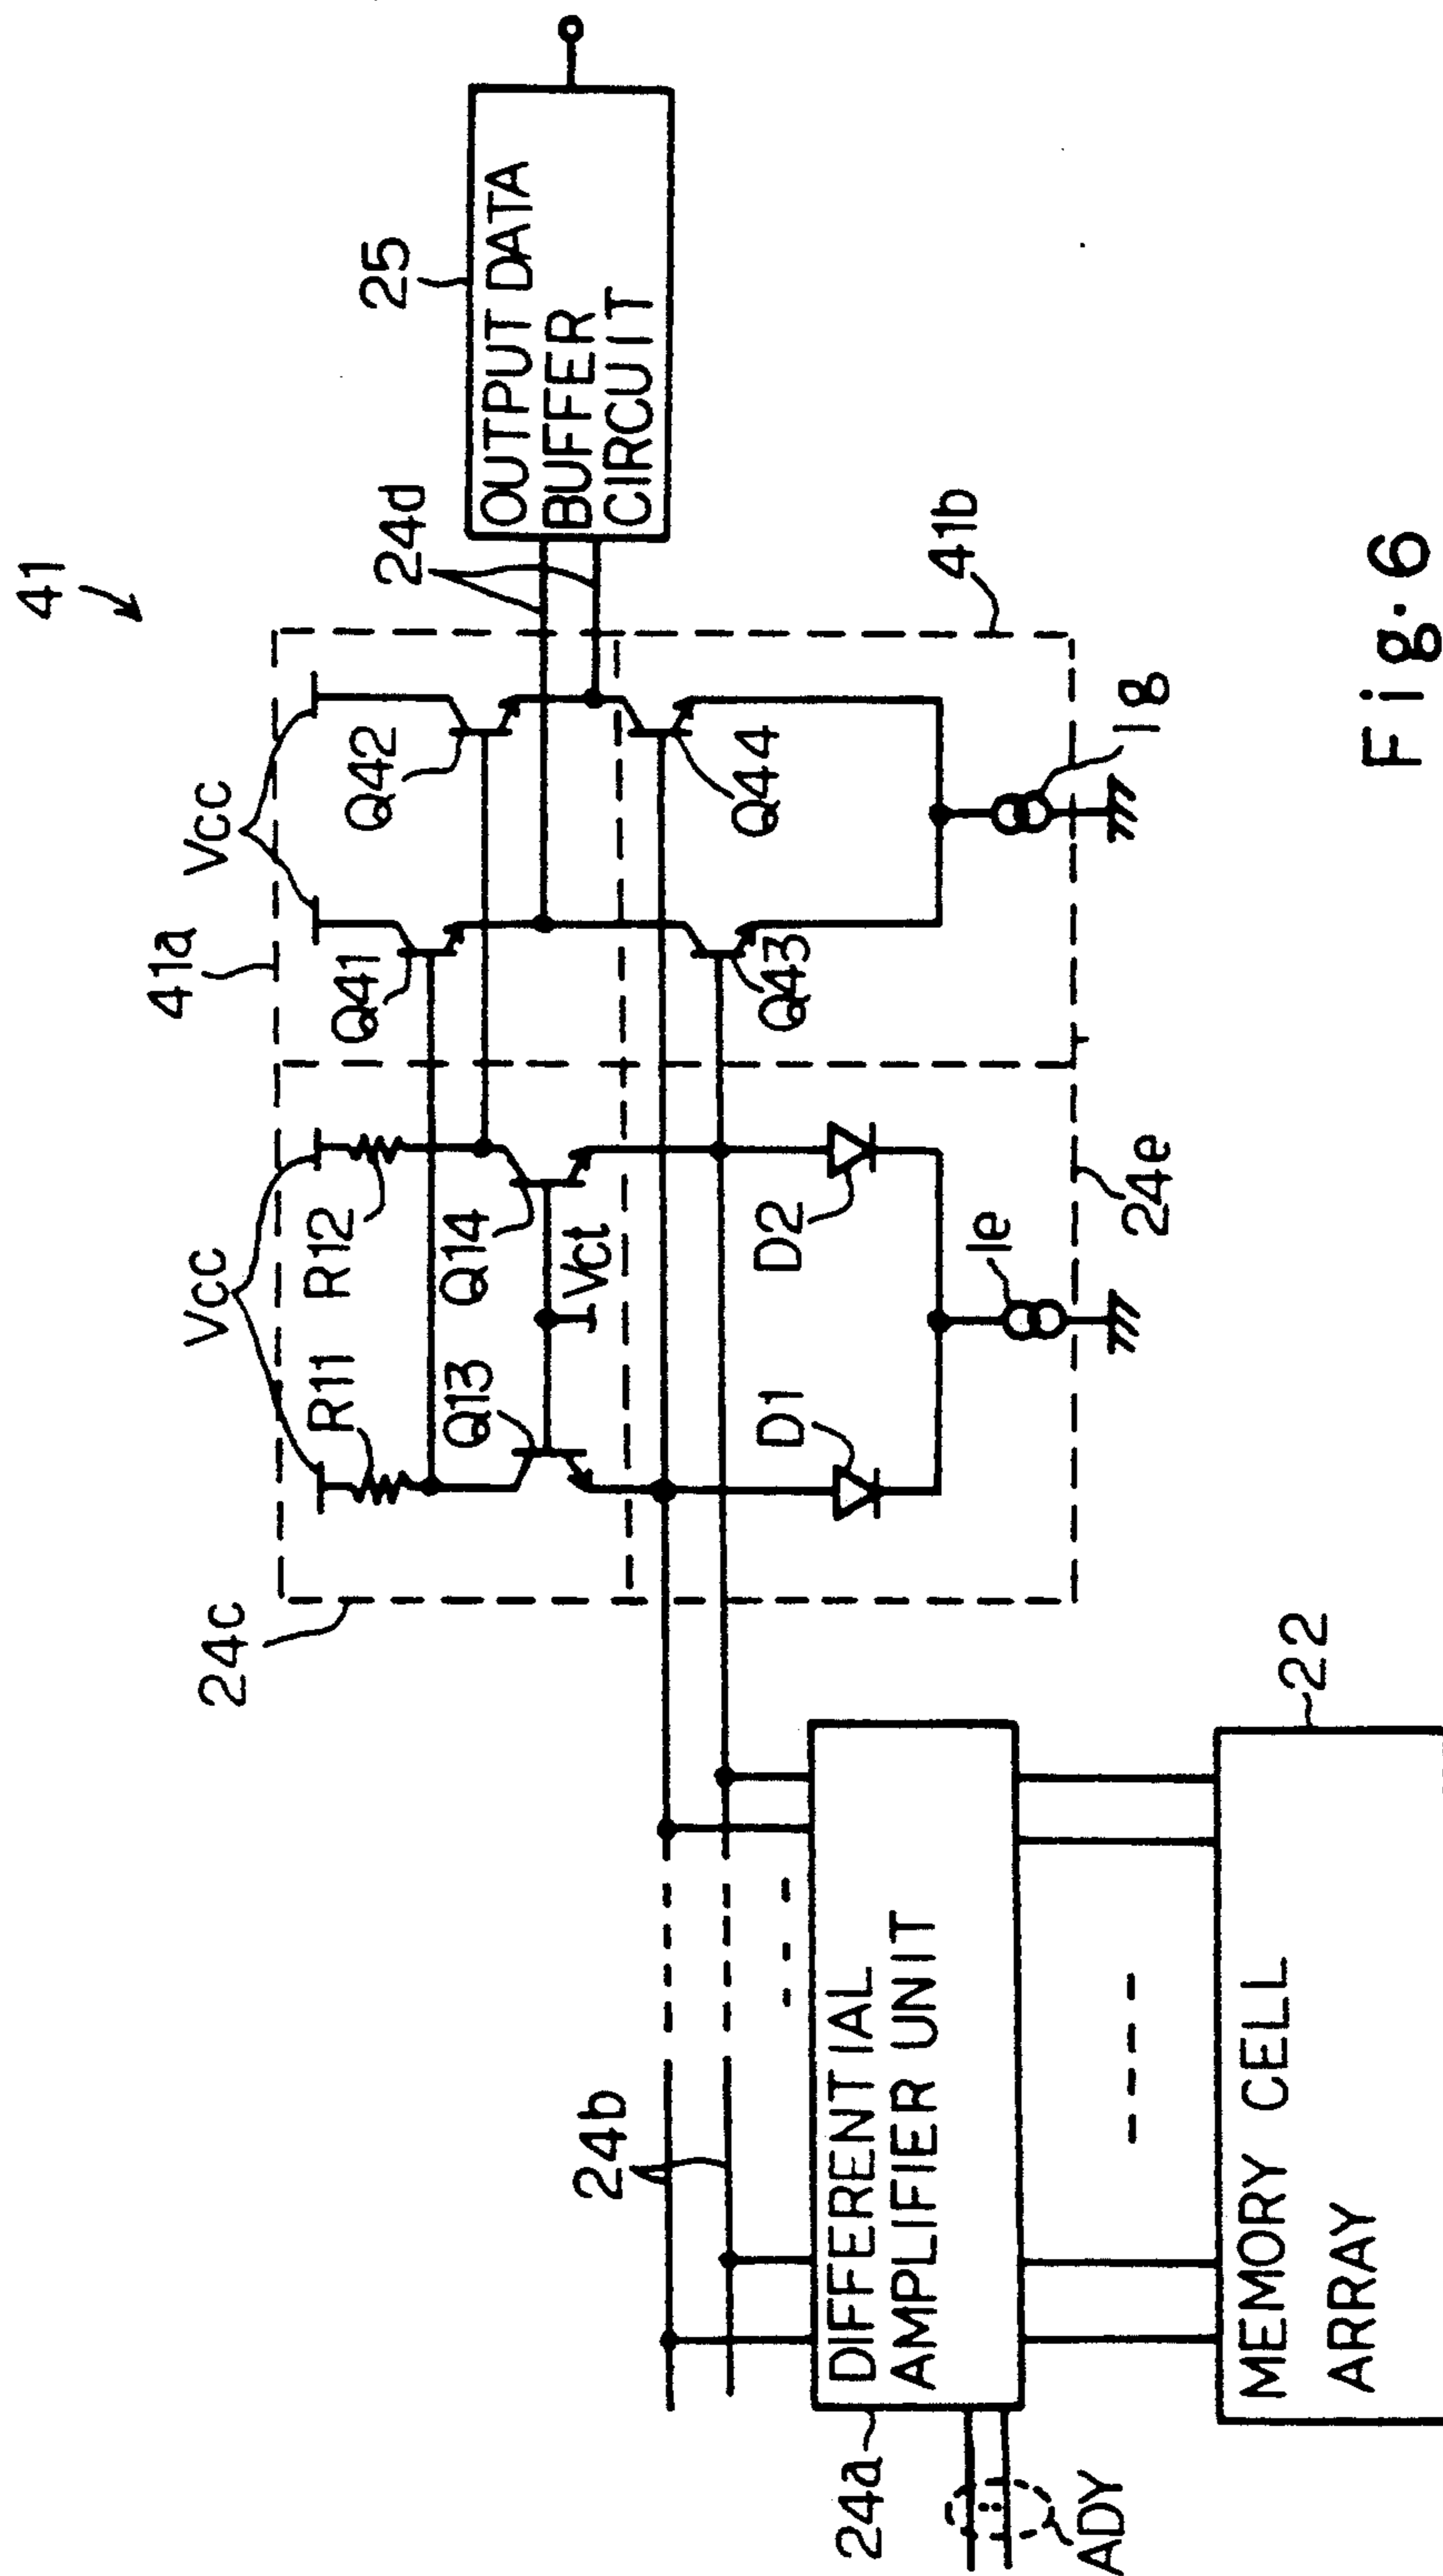 41
41a
Vcc
Vcc
24c
R11
R12
Q13
Q14
Vct
Q41
Q42
24d
25
OUTPUT DATA
BUFFER
CIRCUIT
24b
D1
D2
Q43
Q44
Ie
Ig
24e
41b
24a
DIFFERENTIAL
AMPLIFIER UNIT
ADY
MEMORY CELL
ARRAY
22
Fig. 6